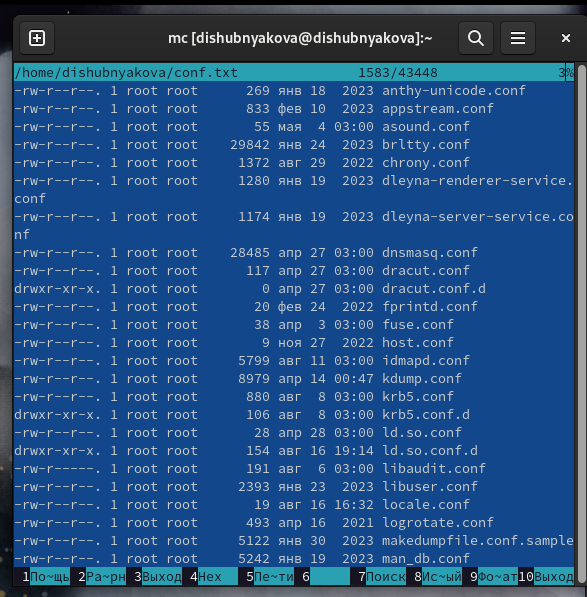 mc [dishubnyakova@dishubnyakova]:~
/home/dishubnyakova/conf.txt 1583/43448 3%
-rw-r--r--. 1 root root 269 янв 18 2023 anthy-unicode.conf
-rw-r--r--. 1 root root 833 фев 10 2023 appstream.conf
-rw-r--r--. 1 root root 55 мая 4 03:00 asound.conf
-rw-r--r--. 1 root root 29842 янв 24 2023 brltty.conf
-rw-r--r--. 1 root root 1372 авг 29 2022 chrony.conf
-rw-r--r--. 1 root root 1280 янв 19 2023 dleyna-renderer-service.
conf
-rw-r--r--. 1 root root 1174 янв 19 2023 dleyna-server-service.co
nf
-rw-r--r--. 1 root root 28485 апр 27 03:00 dnsmasq.conf
-rw-r--r--. 1 root root 117 апр 27 03:00 dracut.conf
drwxr-xr-x. 1 root root 0 апр 27 03:00 dracut.conf.d
-rw-r--r--. 1 root root 20 фев 24 2022 fprintd.conf
-rw-r--r--. 1 root root 38 апр 3 03:00 fuse.conf
-rw-r--r--. 1 root root 9 ноя 27 2022 host.conf
-rw-r--r--. 1 root root 5799 авг 11 03:00 idmapd.conf
-rw-r--r--. 1 root root 8979 апр 14 00:47 kdump.conf
-rw-r--r--. 1 root root 880 авг 8 03:00 krb5.conf
drwxr-xr-x. 1 root root 106 авг 8 03:00 krb5.conf.d
-rw-r--r--. 1 root root 28 апр 28 03:00 ld.so.conf
drwxr-xr-x. 1 root root 154 авг 16 19:14 ld.so.conf.d
-rw-r-----. 1 root root 191 авг 6 03:00 libaudit.conf
-rw-r--r--. 1 root root 2393 янв 23 2023 libuser.conf
-rw-r--r--. 1 root root 19 авг 16 16:32 locale.conf
-rw-r--r--. 1 root root 493 апр 16 2021 logrotate.conf
-rw-r--r--. 1 root root 5122 янв 30 2023 makedumpfile.conf.sample
-rw-r--r--. 1 root root 5242 янв 19 2023 man_db.conf
1По~щь 2Ра~рн 3Выход 4Hex 5Пе~ти 6 7Поиск 8Ис~ый 9Фо~ат10Выход